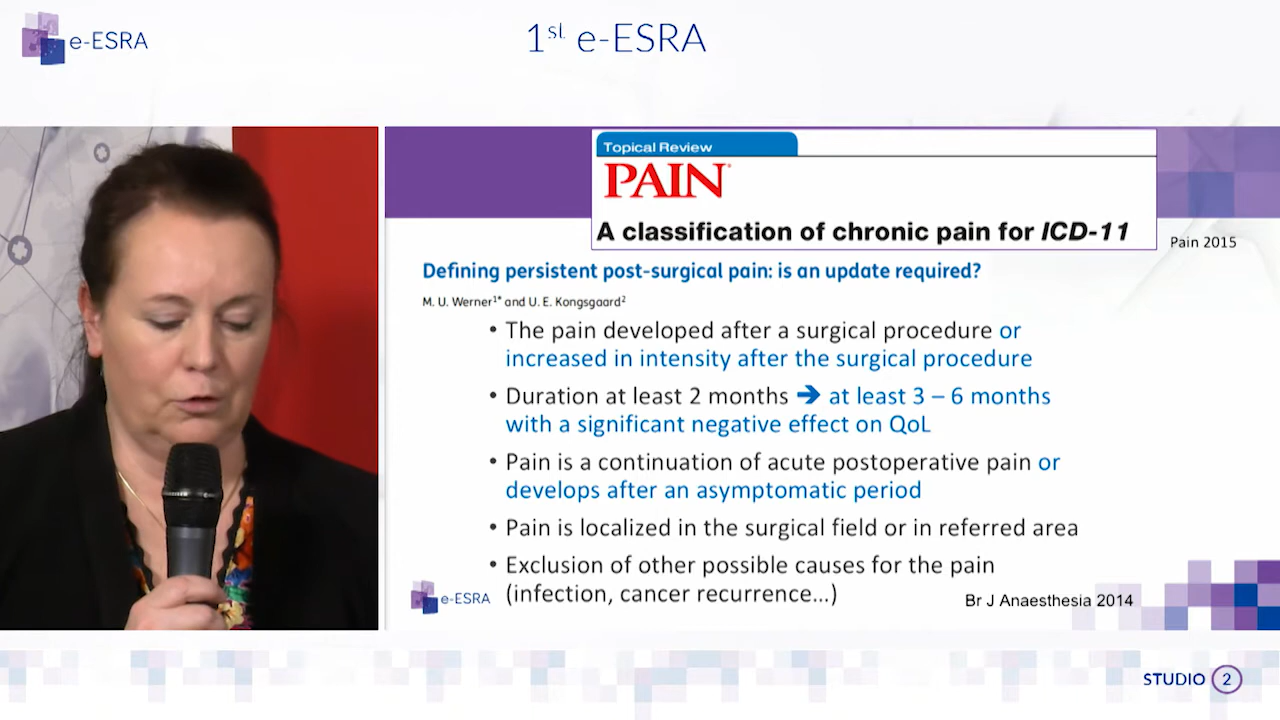 e-ESRA
1st e-ESRA
Topical Review
PAIN
A classification of chronic pain for ICD-11
Pain 2015
Defining persistent post-surgical pain: is an update required?
M. U. Werner1* and U. E. Kongsgaard2
• The pain developed after a surgical procedure or
increased in intensity after the surgical procedure
• Duration at least 2 months ➔ at least 3 – 6 months
with a significant negative effect on QoL
• Pain is a continuation of acute postoperative pain or
develops after an asymptomatic period
• Pain is localized in the surgical field or in referred area
• Exclusion of other possible causes for the pain
(infection, cancer recurrence…)
e-ESRA
Br J Anaesthesia 2014
STUDIO 2